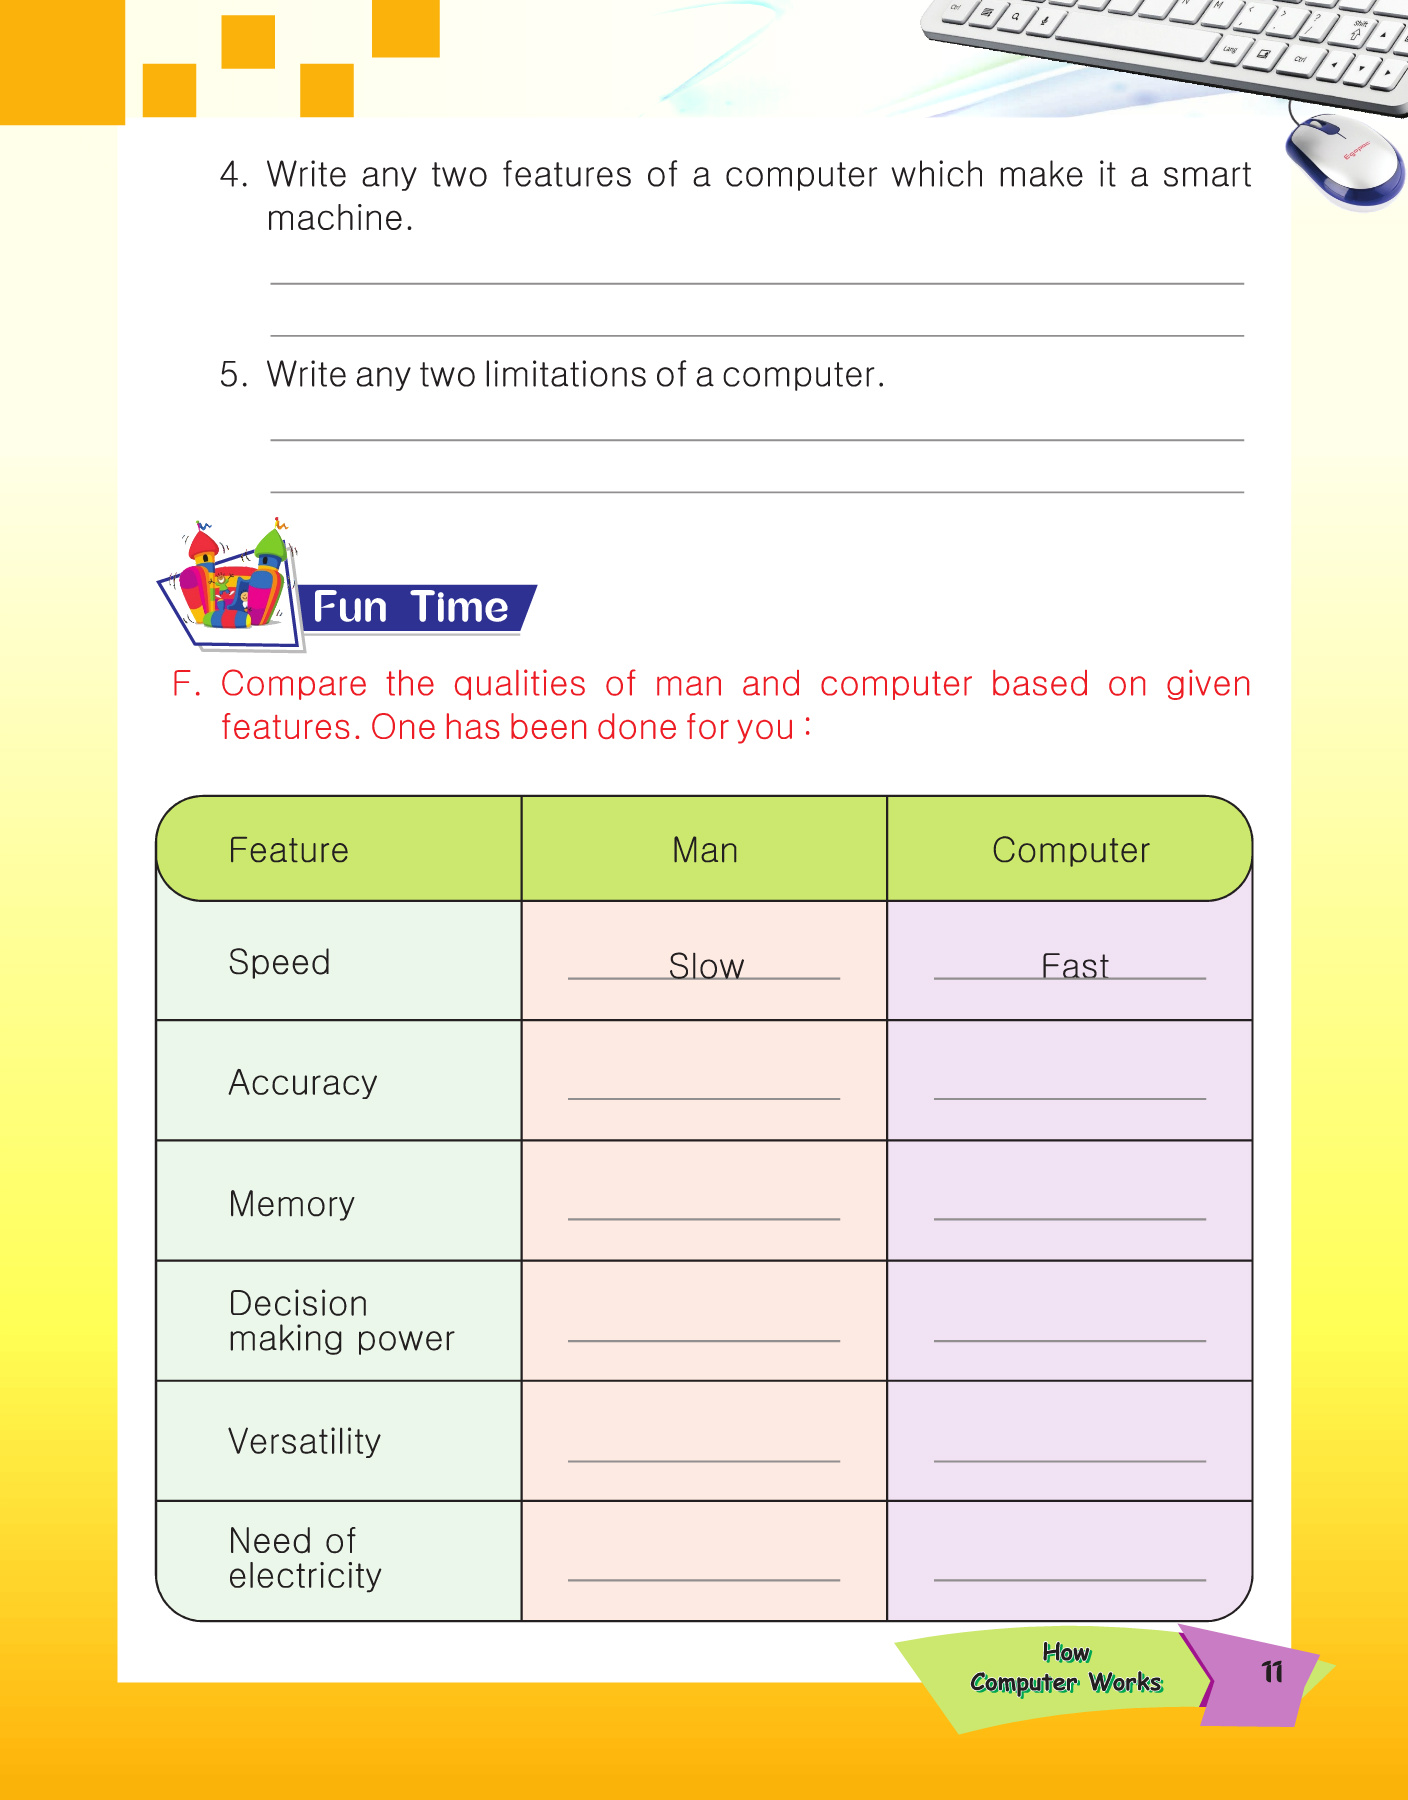 4. Write any two features of a computer which make it a smart
machine.
5. Write any two limitations of a computer.
Fun Time
F. Compare the qualities of man and computer based on given
features. One has been done for you :
Feature Man Computer
Speed Slow Fast
Accuracy
Memory
Decision
making power
Versatility
Need of
electricity
How
Computer Works
11